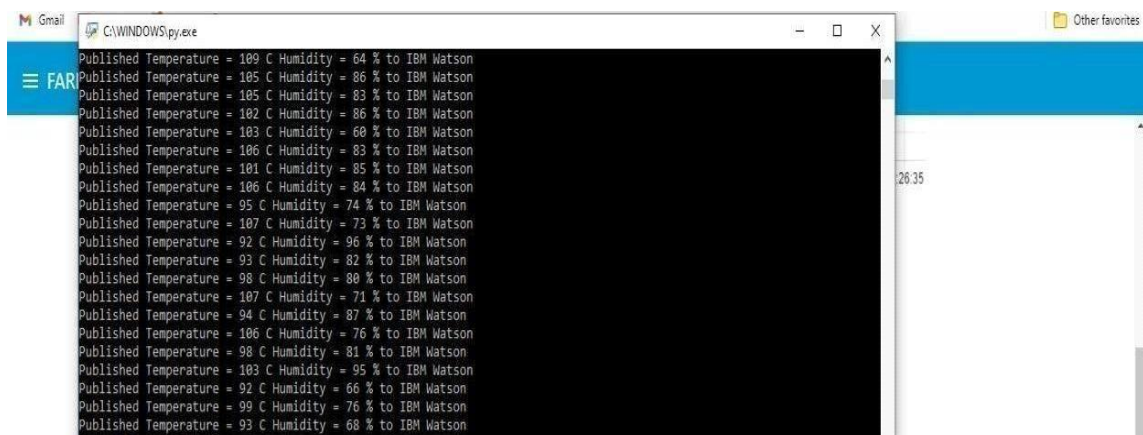 Gmail
Other favorites
C:\WINDOWS\py.exe
FAR
Published Temperature = 109 C Humidity = 64 % to IBM Watson
Published Temperature = 105 C Humidity = 86 % to IBM Watson
Published Temperature = 105 C Humidity = 83 % to IBM Watson
Published Temperature = 102 C Humidity = 86 % to IBM Watson
Published Temperature = 103 C Humidity = 60 % to IBM Watson
Published Temperature = 106 C Humidity = 83 % to IBM Watson
Published Temperature = 101 C Humidity = 85 % to IBM Watson
Published Temperature = 106 C Humidity = 84 % to IBM Watson
Published Temperature = 95 C Humidity = 74 % to IBM Watson
Published Temperature = 107 C Humidity = 73 % to IBM Watson
Published Temperature = 92 C Humidity = 96 % to IBM Watson
Published Temperature = 93 C Humidity = 82 % to IBM Watson
Published Temperature = 98 C Humidity = 80 % to IBM Watson
Published Temperature = 107 C Humidity = 71 % to IBM Watson
Published Temperature = 94 C Humidity = 87 % to IBM Watson
Published Temperature = 106 C Humidity = 76 % to IBM Watson
Published Temperature = 98 C Humidity = 81 % to IBM Watson
Published Temperature = 103 C Humidity = 95 % to IBM Watson
Published Temperature = 92 C Humidity = 66 % to IBM Watson
Published Temperature = 99 C Humidity = 76 % to IBM Watson
Published Temperature = 93 C Humidity = 68 % to IBM Watson
:26:35